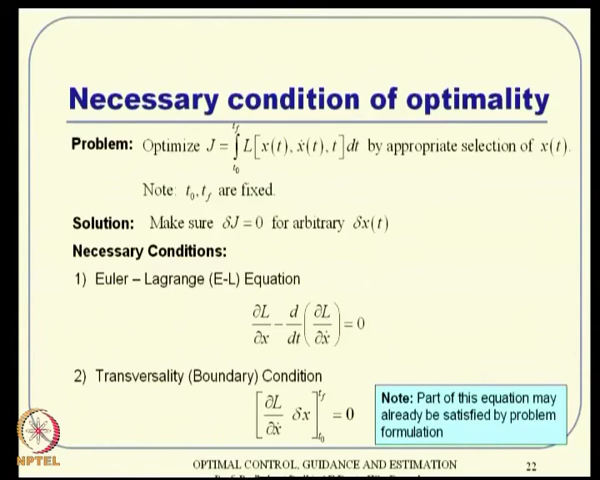 Necessary condition of optimality
Problem: Optimize J = ∫_{t_0}^{t_f} L[x(t), ẋ(t), t] dt by appropriate selection of x(t).
Note: t_0, t_f are fixed.
Solution: Make sure δJ = 0 for arbitrary δx(t)
Necessary Conditions:
1) Euler – Lagrange (E-L) Equation
∂L/∂x − d/dt (∂L/∂ẋ) = 0
2) Transversality (Boundary) Condition
[∂L/∂ẋ δx]_{t_0}^{t_f} = 0
Note: Part of this equation may
already be satisfied by problem
formulation
NPTEL
OPTIMAL CONTROL, GUIDANCE AND ESTIMATION
22